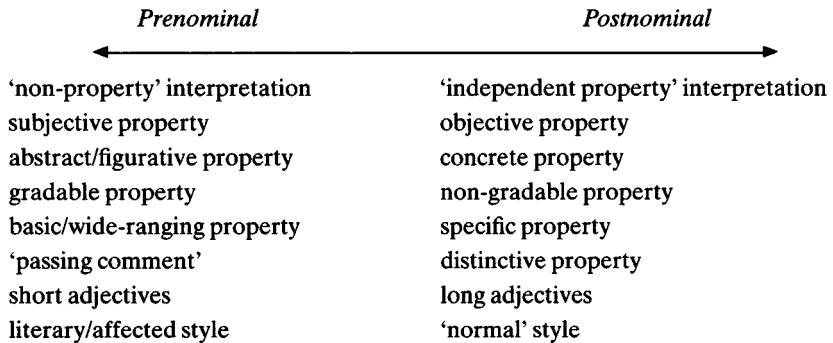 Prenominal Postnominal
‘non-property’ interpretation ‘independent property’ interpretation
subjective property objective property
abstract/figurative property concrete property
gradable property non-gradable property
basic/wide-ranging property specific property
‘passing comment’ distinctive property
short adjectives long adjectives
literary/affected style ‘normal’ style